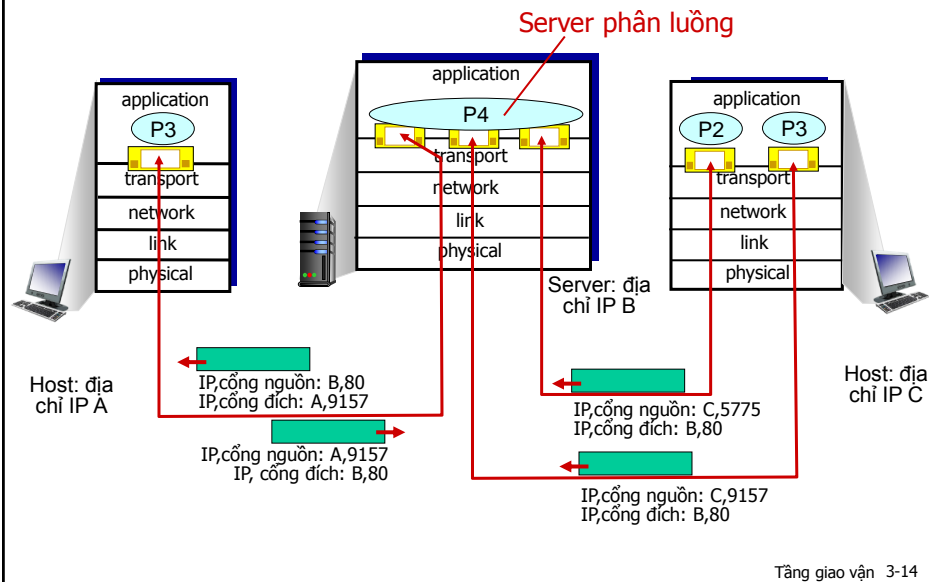 Server phân luồng
application
P3
transport
network
link
physical
application
P4
transport
network
link
physical
application
P2
P3
transport
network
link
physical
Server: địa
chỉ IP B
Host: địa
chỉ IP A
Host: địa
chỉ IP C
IP,cổng nguồn: B,80
IP,cổng đích: A,9157
IP,cổng nguồn: A,9157
IP, cổng đích: B,80
IP,cổng nguồn: C,5775
IP,cổng đích: B,80
IP,cổng nguồn: C,9157
IP,cổng đích: B,80
Tầng giao vận 3-14